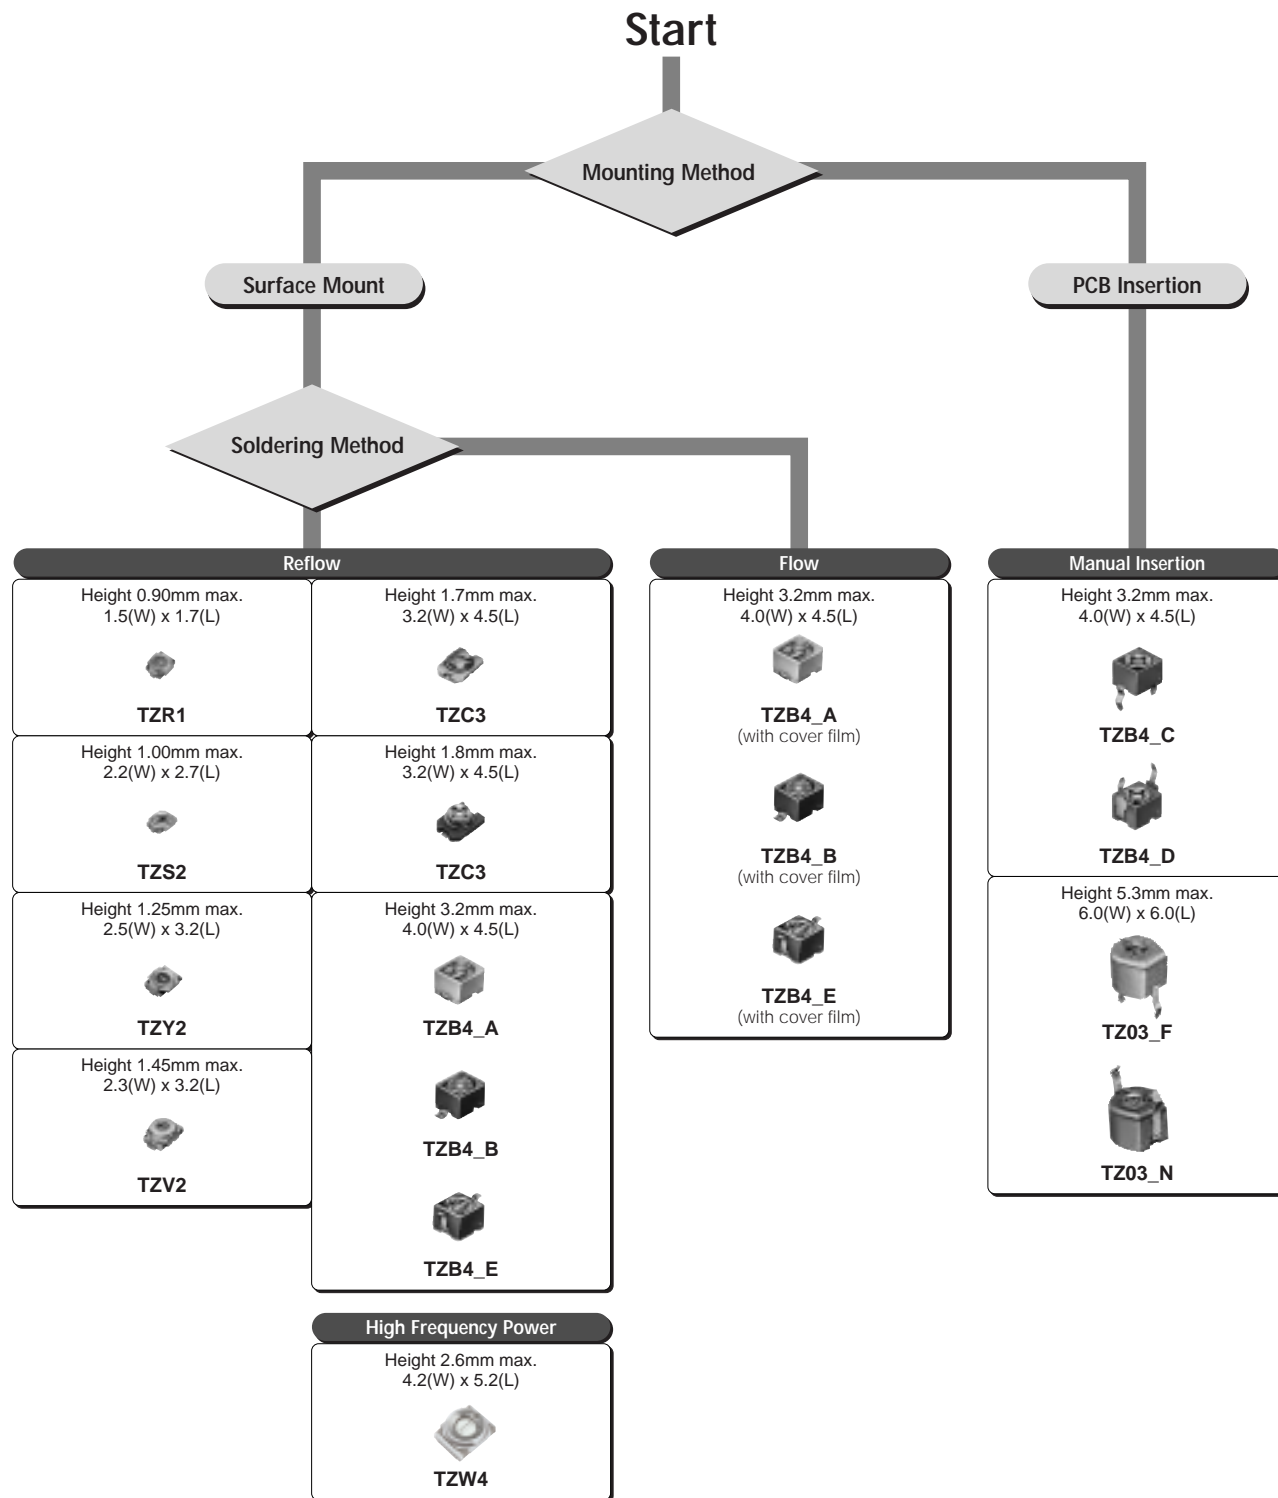 Start
Mounting Method
Surface Mount
PCB Insertion
Soldering Method
Reflow
Height 0.90mm max.
1.5(W) x 1.7(L)
TZR1
Height 1.7mm max.
3.2(W) x 4.5(L)
TZC3
Height 1.00mm max.
2.2(W) x 2.7(L)
TZS2
Height 1.8mm max.
3.2(W) x 4.5(L)
TZC3
Height 1.25mm max.
2.5(W) x 3.2(L)
TZY2
Height 1.45mm max.
2.3(W) x 3.2(L)
TZV2
Height 3.2mm max.
4.0(W) x 4.5(L)
TZB4_A
TZB4_B
TZB4_E
High Frequency Power
Height 2.6mm max.
4.2(W) x 5.2(L)
TZW4
Flow
Height 3.2mm max.
4.0(W) x 4.5(L)
TZB4_A
(with cover film)
TZB4_B
(with cover film)
TZB4_E
(with cover film)
Manual Insertion
Height 3.2mm max.
4.0(W) x 4.5(L)
TZB4_C
TZB4_D
Height 5.3mm max.
6.0(W) x 6.0(L)
TZ03_F
TZ03_N